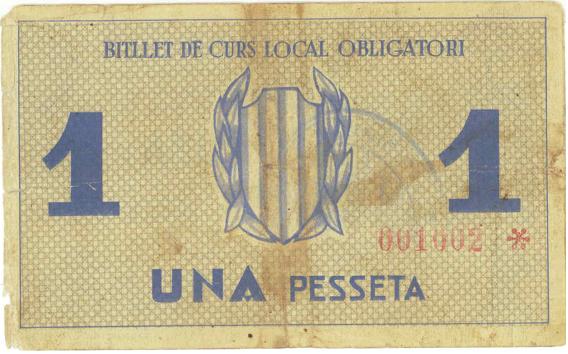 BITLLET DE CURS LOCAL OBLIGATORI
1 1
001002 *
UNA PESSETA